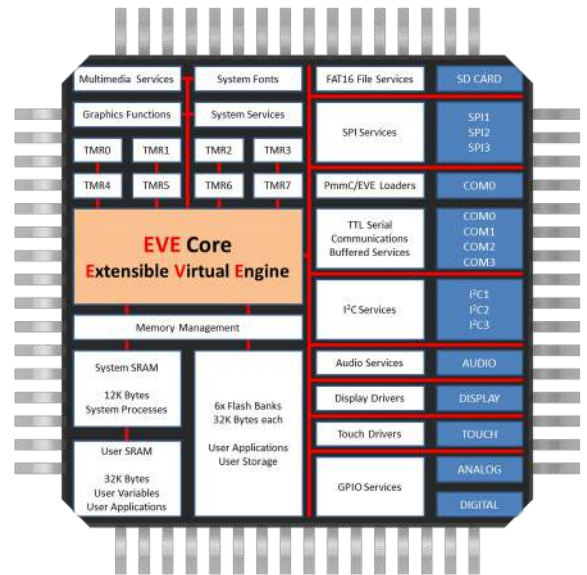 Multimedia Services
System Fonts
FAT16 File Services
SD CARD
Graphics Functions
System Services
SPI Services
SPI1
SPI2
SPI3
TMR0
TMR1
TMR2
TMR3
TMR4
TMR5
TMR6
TMR7
PmmC/EVE Loaders
COM0
EVE Core
Extensible Virtual Engine
TTL Serial
Communications
Buffered Services
COM0
COM1
COM2
COM3
I²C Services
I²C1
I²C2
I²C3
Memory Management
System SRAM
12K Bytes
System Processes
6x Flash Banks
32K Bytes each
User Applications
User Storage
Audio Services
AUDIO
Display Drivers
DISPLAY
Touch Drivers
TOUCH
User SRAM
32K Bytes
User Variables
User Applications
GPIO Services
ANALOG
DIGITAL